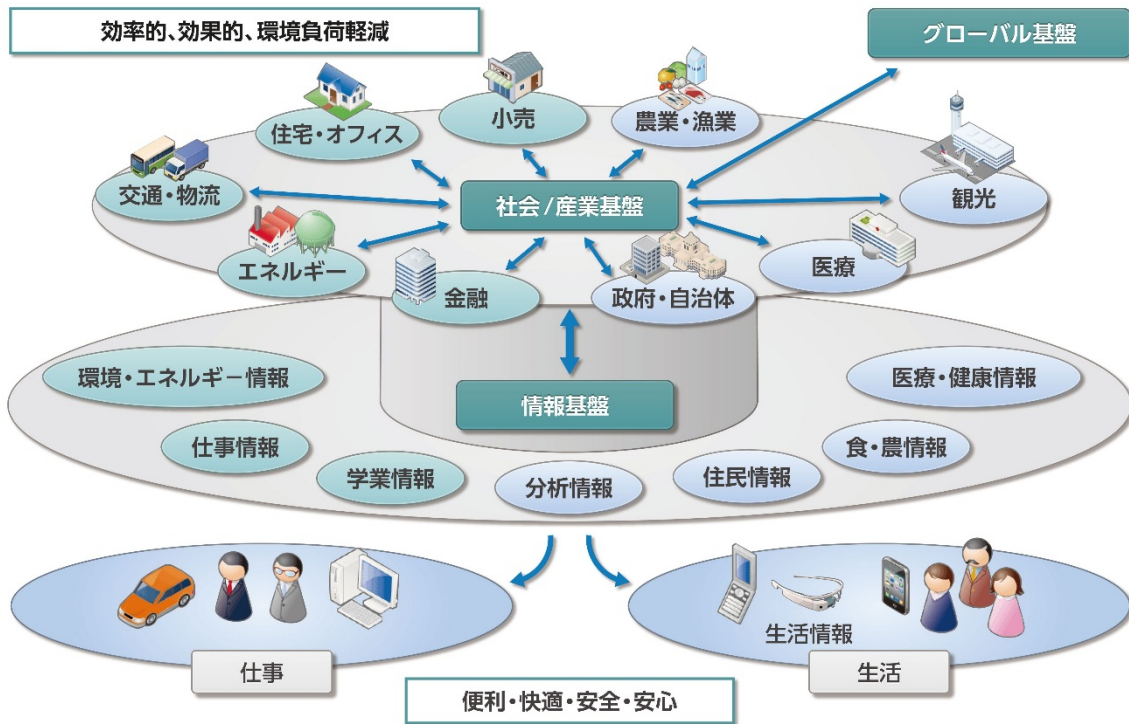 効率的、効果的、環境負荷軽減
グローバル基盤
小売
農業・漁業
住宅・オフィス
交通・物流
社会/産業基盤
観光
エネルギー
医療
金融
政府・自治体
環境・エネルギー情報
医療・健康情報
情報基盤
仕事情報
食・農情報
学業情報
分析情報
住民情報
生活情報
仕事
生活
便利・快適・安全・安心